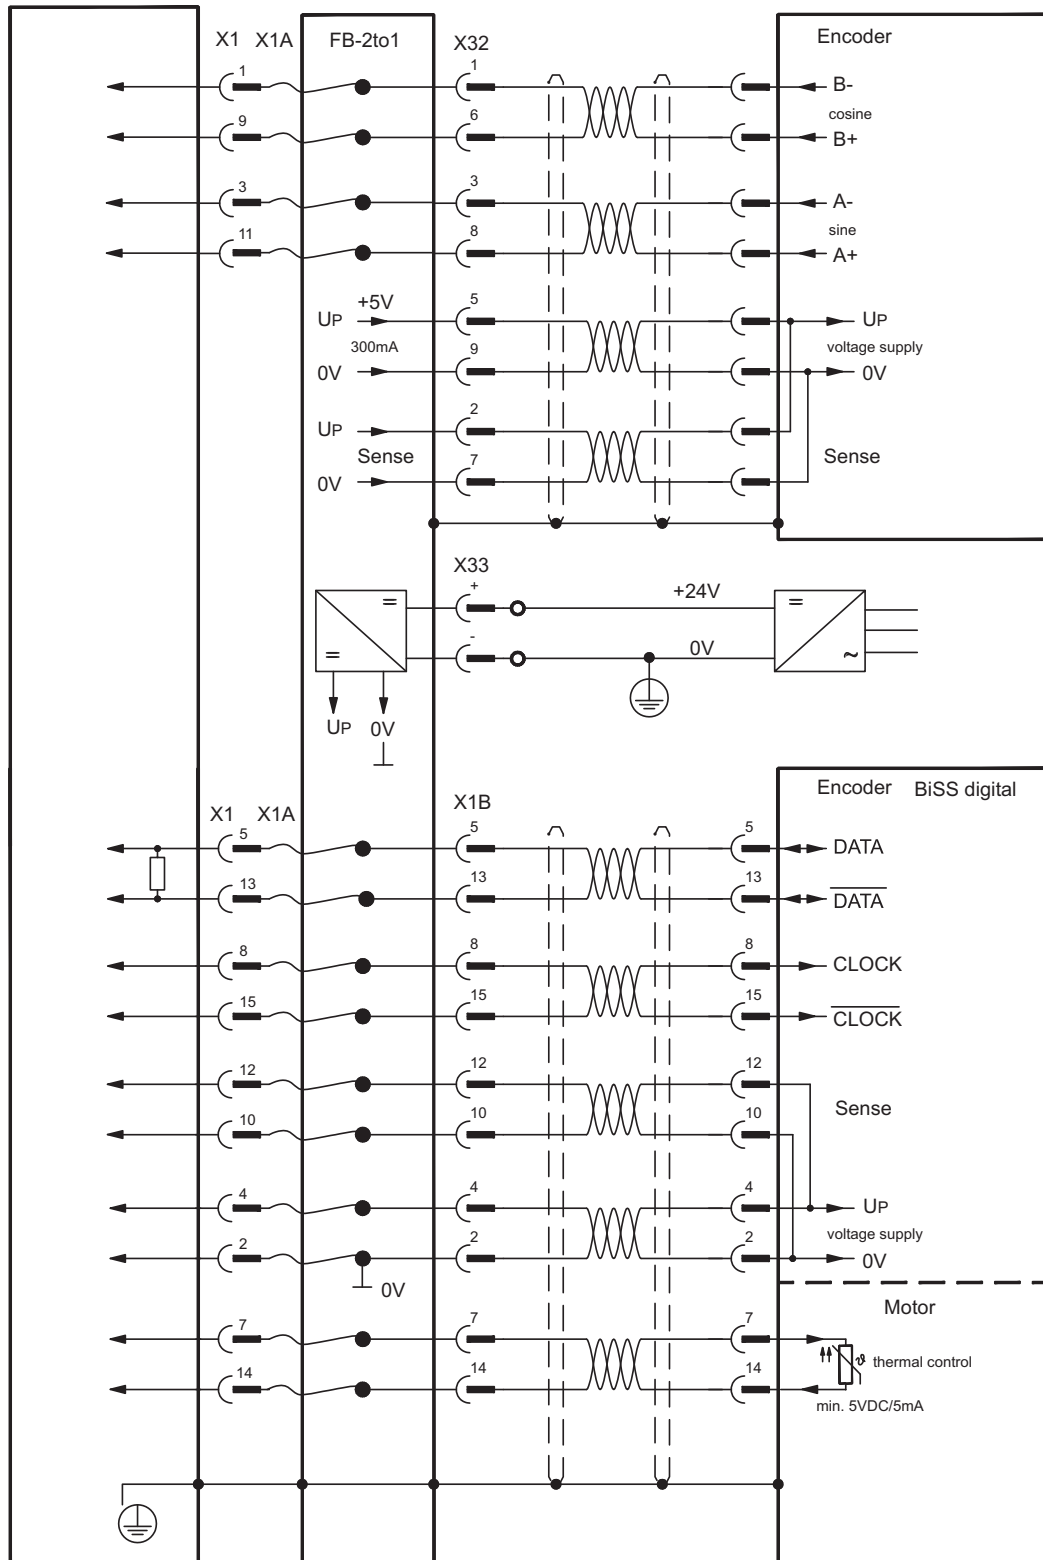 X1 X1A FB-2to1 X32 Encoder
1 1 B-
cosine
9 6 B+
3 3 A-
sine
11 8 A+
+5V
UP 5 UP
300mA voltage supply
0V 9 0V
UP 2
Sense Sense
0V 7
X33
+ +24V
= =
- 0V
= ~
UP 0V
Encoder BiSS digital
X1 X1A X1B
5 5 5 DATA
13 13 13 DATA
8 8 8 CLOCK
15 15 15 CLOCK
12 12 12
Sense
10 10 10
4 4 4 UP
voltage supply
2 2 2 0V
0V
Motor
7 7 7
ϑ thermal control
14 14 14
min. 5VDC/5mA